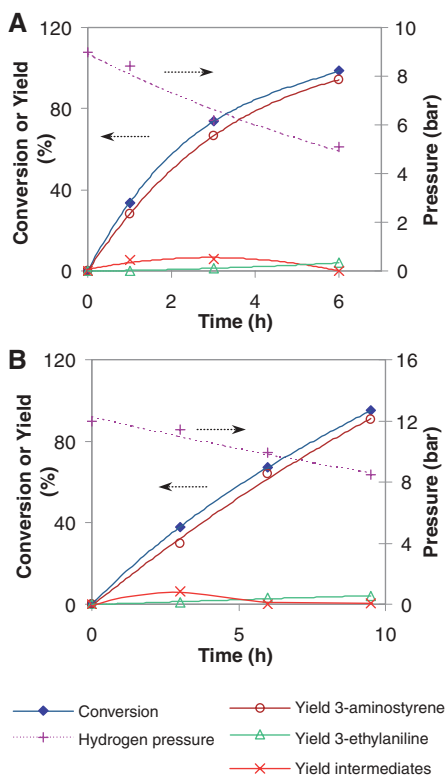 A
120
80
40
0
Conversion or Yield
(%)
10
8
6
4
2
0
Pressure (bar)
0
2
4
6
Time (h)
B
120
80
40
0
Conversion or Yield
(%)
16
12
8
4
0
Pressure (bar)
0
5
10
Time (h)
Conversion
Hydrogen pressure
Yield 3-aminostyrene
Yield 3-ethylaniline
Yield intermediates